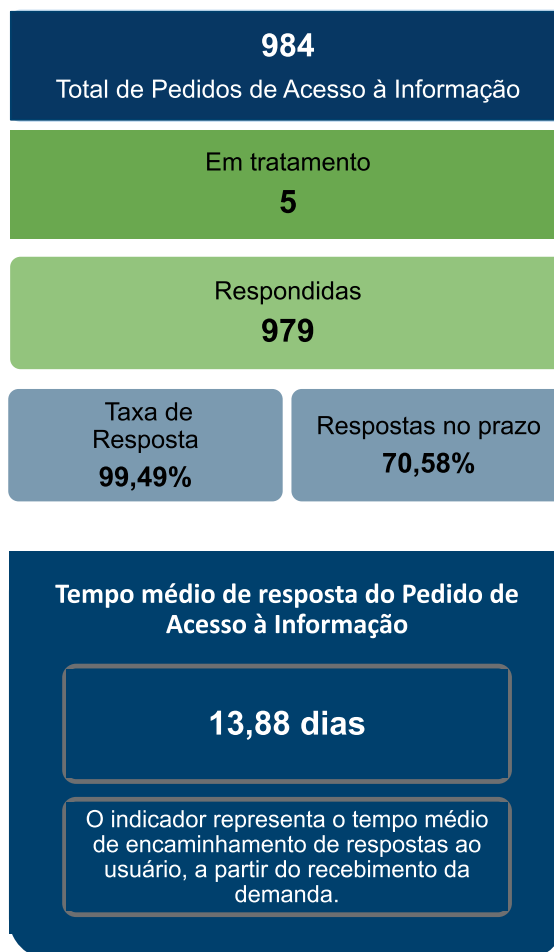 984
Total de Pedidos de Acesso à Informação
Em tratamento
5
Respondidas
979
Taxa de
Resposta
99,49%
Respostas no prazo
70,58%
Tempo médio de resposta do Pedido de
Acesso à Informação
13,88 dias
O indicador representa o tempo médio
de encaminhamento de respostas ao
usuário, a partir do recebimento da
demanda.